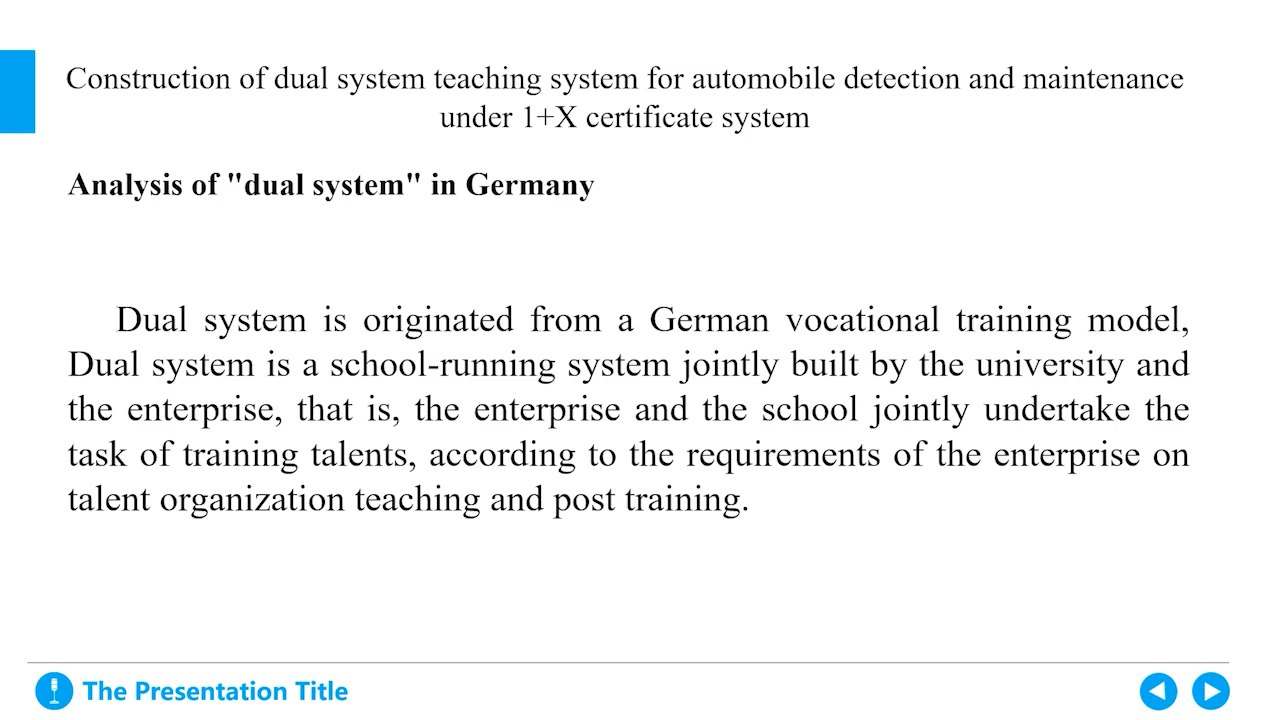 Construction of dual system teaching system for automobile detection and maintenance
under 1+X certificate system
Analysis of "dual system" in Germany
Dual system is originated from a German vocational training model,
Dual system is a school-running system jointly built by the university and
the enterprise, that is, the enterprise and the school jointly undertake the
task of training talents, according to the requirements of the enterprise on
talent organization teaching and post training.
The Presentation Title